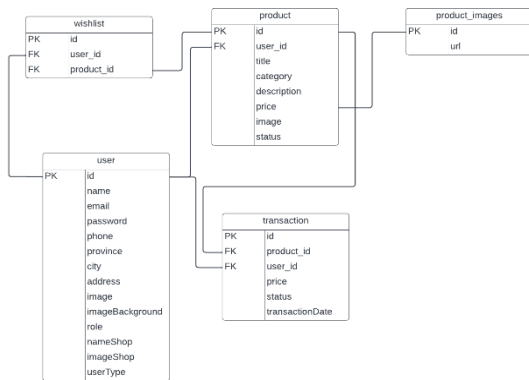 wishlist
PK id
FK user_id
FK product_id
product
PK id
FK user_id
title
category
description
price
image
status
product_images
PK id
url
user
PK id
name
email
password
phone
province
city
address
image
imageBackground
role
nameShop
imageShop
userType
transaction
PK id
FK product_id
FK user_id
price
status
transactionDate